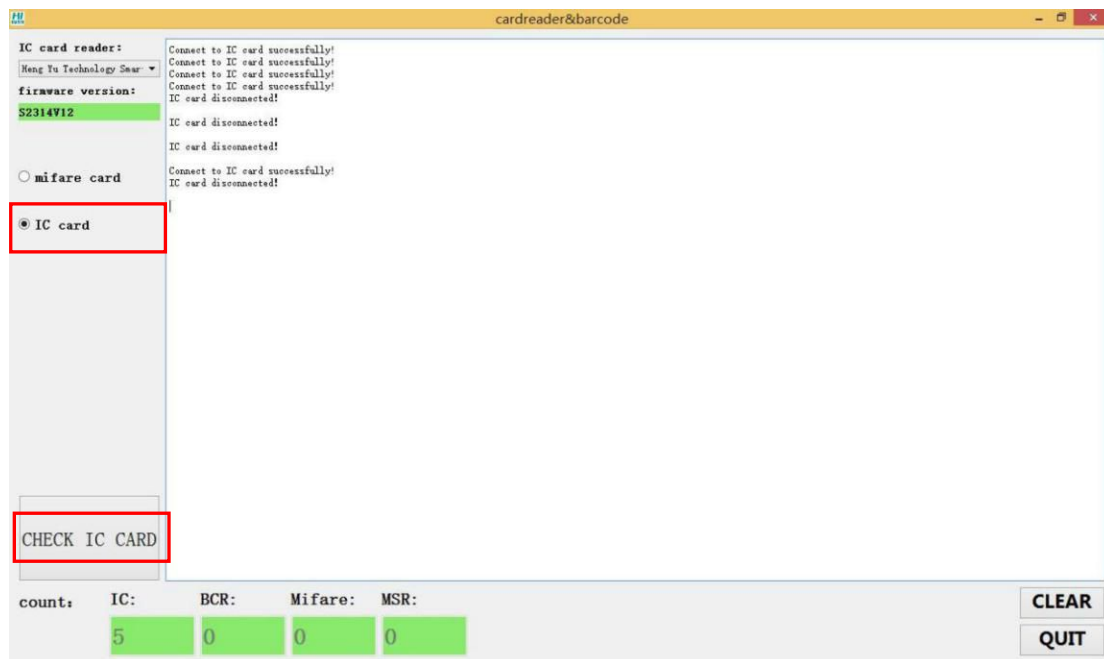 cardreader&barcode
IC card reader:
Heng Yu Technology Smar
firmware version:
S2314V12
mifare card
IC card
CHECK IC CARD
Connect to IC card successfully!
Connect to IC card successfully!
Connect to IC card successfully!
Connect to IC card successfully!
IC card disconnected!
IC card disconnected!
IC card disconnected!
Connect to IC card successfully!
IC card disconnected!
count: IC: BCR: Mifare: MSR:
5 0 0 0
CLEAR
QUIT